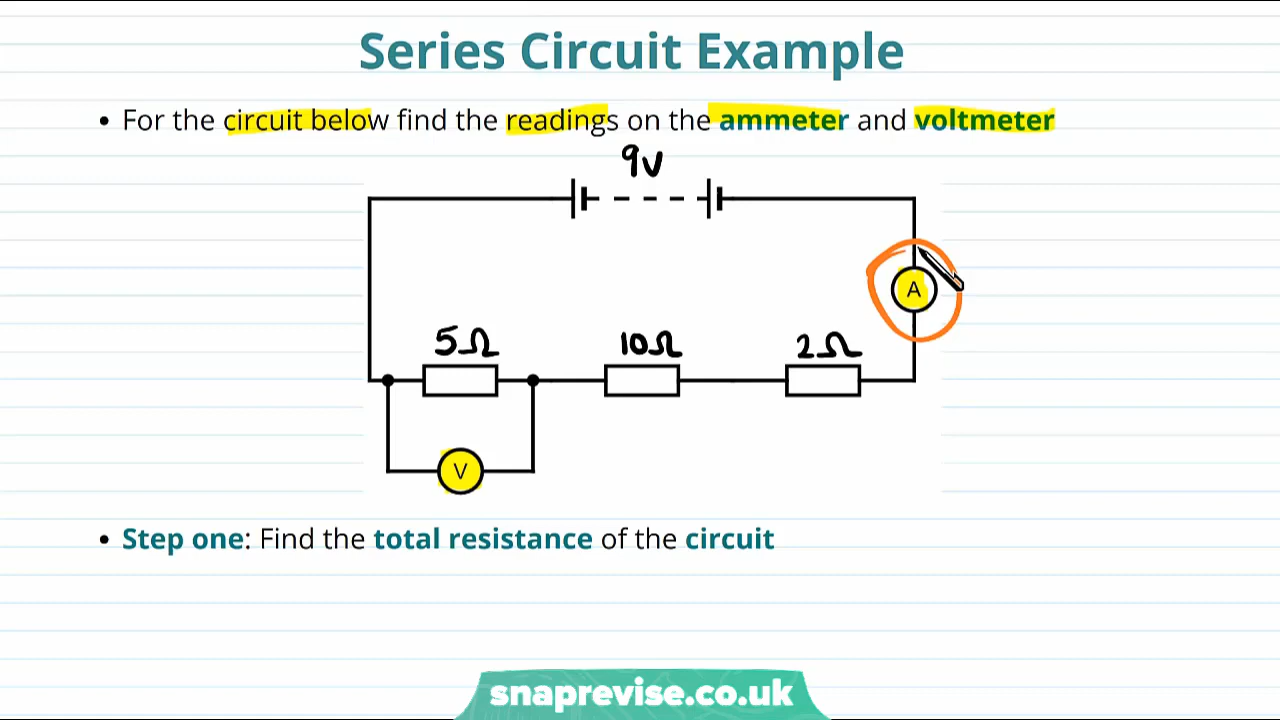 Series Circuit Example
• For the circuit below find the readings on the ammeter and voltmeter
9V
A
5Ω 10Ω 2Ω
V
• Step one: Find the total resistance of the circuit
snaprevise.co.uk